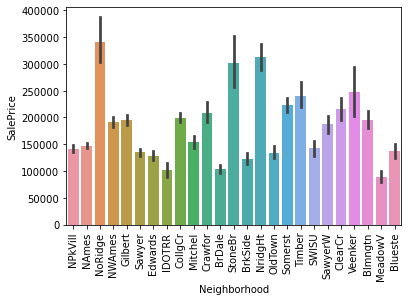 400000
350000
300000
250000
200000
150000
100000
50000
0
SalePrice
NPkVill
NAmes
NoRidge
NWAmes
Gilbert
Sawyer
Edwards
IDOTRR
CollgCr
Mitchel
Crawfor
BrDale
StoneBr
BrkSide
NridgHt
OldTown
Somerst
Timber
SWISU
SawyerW
ClearCr
Veenker
Blmngtn
MeadowV
Blueste
Neighborhood